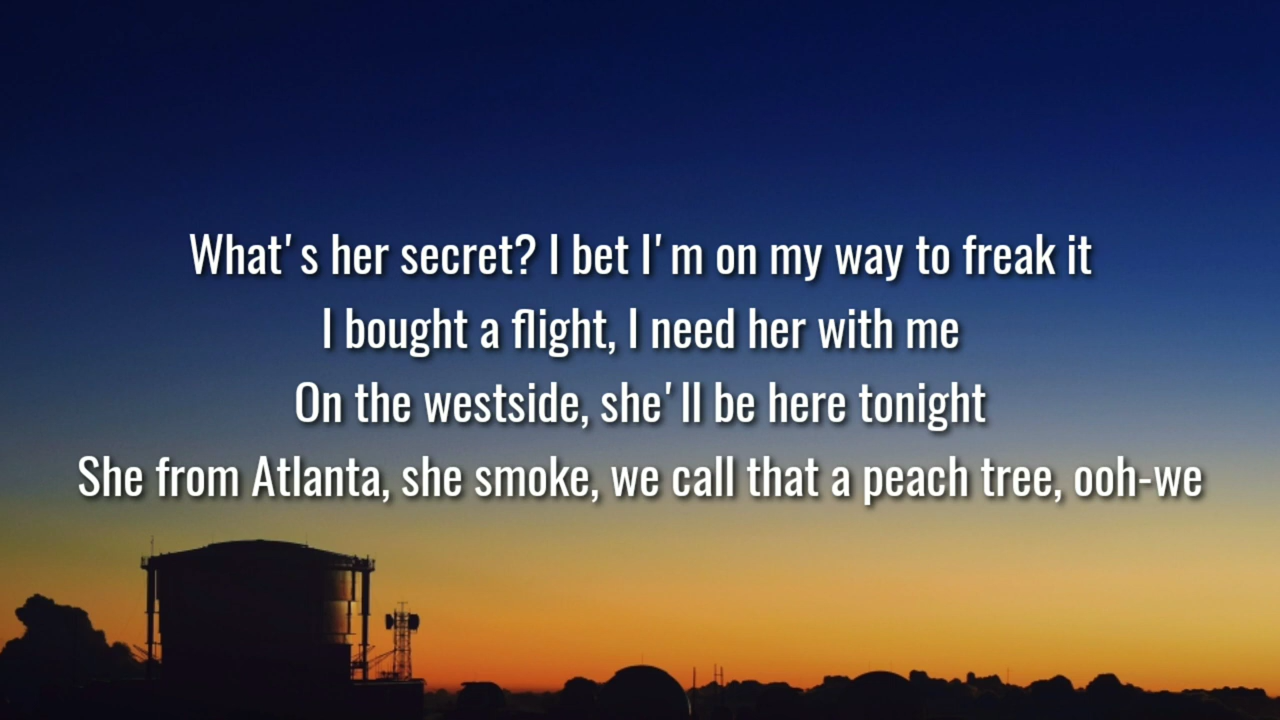 What's her secret? I bet I'm on my way to freak it
I bought a flight, I need her with me
On the westside, she'll be here tonight
She from Atlanta, she smoke, we call that a peach tree, ooh-we